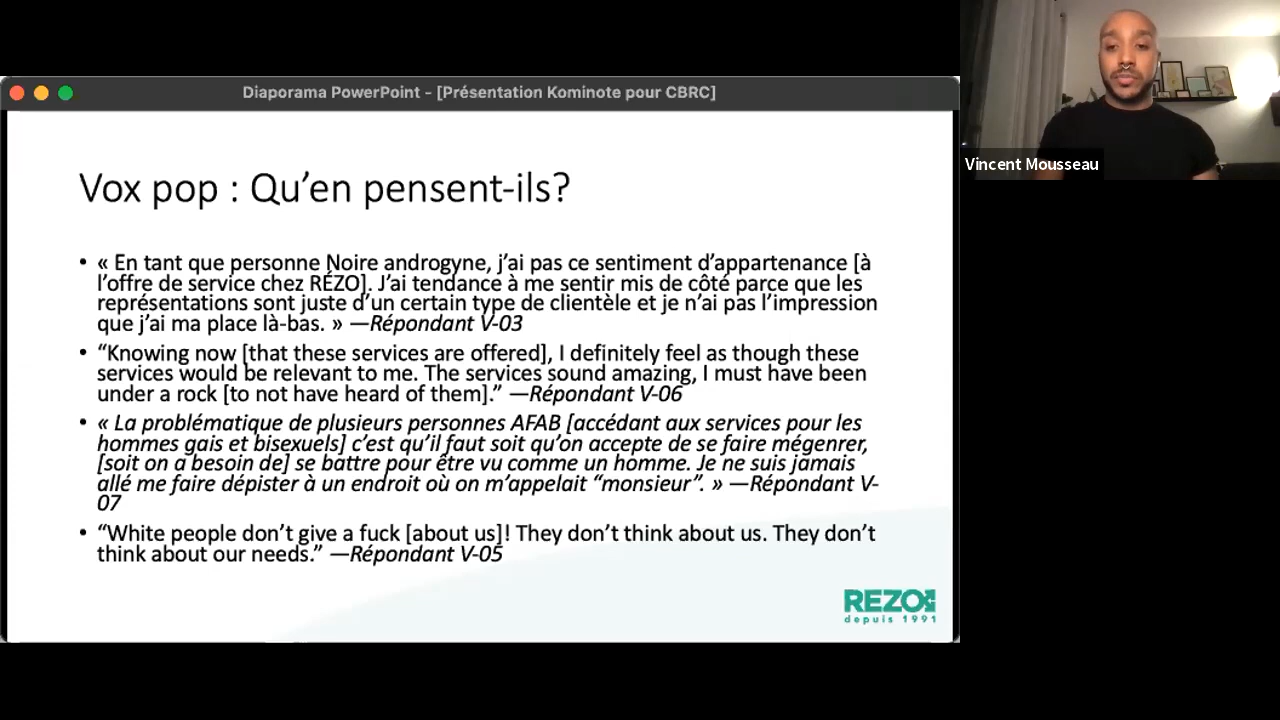 Diaporama PowerPoint - [Présentation Kominote pour CBRC]
Vox pop : Qu'en pensent-ils?
• « En tant que personne Noire androgyne, j'ai pas ce sentiment d'appartenance [à
l'offre de service chez RÉZO]. J'ai tendance à me sentir mis de côté parce que les
représentations sont juste d'un certain type de clientèle et je n'ai pas l'impression
que j'ai ma place là-bas. » —Répondant V-03
• “Knowing now [that these services are offered], I definitely feel as though these
services would be relevant to me. The services sound amazing, I must have been
under a rock [to not have heard of them].” —Répondant V-06
• « La problématique de plusieurs personnes AFAB [accédant aux services pour les
hommes gais et bisexuels] c'est qu'il faut soit qu'on accepte de se faire mégenrer,
[soit on a besoin de] se battre pour être vu comme un homme. Je ne suis jamais
allé me faire dépister à un endroit où on m'appelait “monsieur”. » —Répondant V-
07
• “White people don't give a fuck [about us]! They don't think about us. They don't
think about our needs.” —Répondant V-05
REZO
depuis 1991
Vincent Mousseau